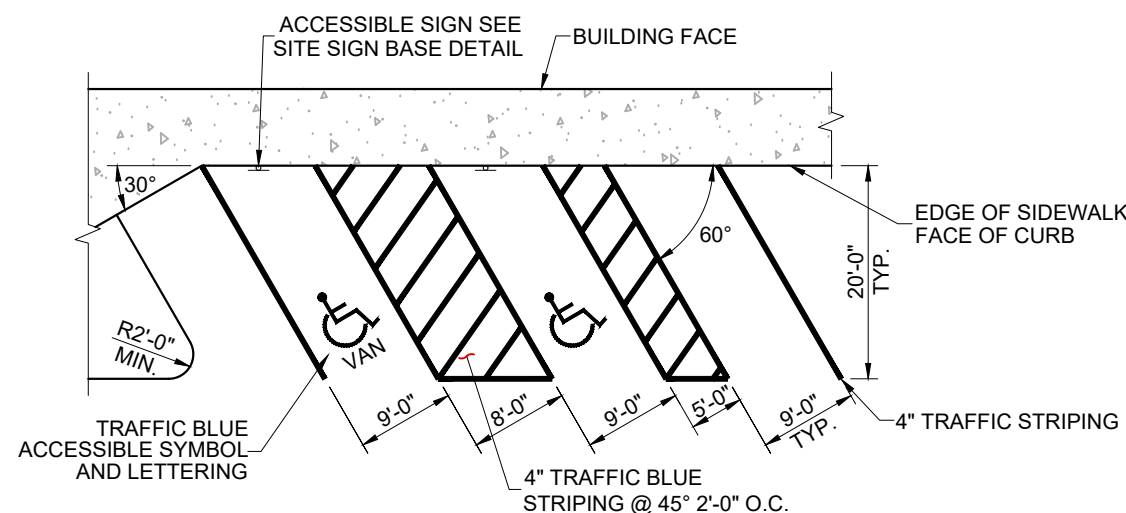 ACCESSIBLE SIGN SEE
SITE SIGN BASE DETAIL
BUILDING FACE
30°
60°
EDGE OF SIDEWALK
FACE OF CURB
20'-0"
TYP.
R2'-0"
MIN.
VAN
9'-0"
8'-0"
9'-0"
5'-0"
9'-0"
TYP.
4" TRAFFIC STRIPING
TRAFFIC BLUE
ACCESSIBLE SYMBOL
AND LETTERING
4" TRAFFIC BLUE
STRIPING @ 45° 2'-0" O.C.